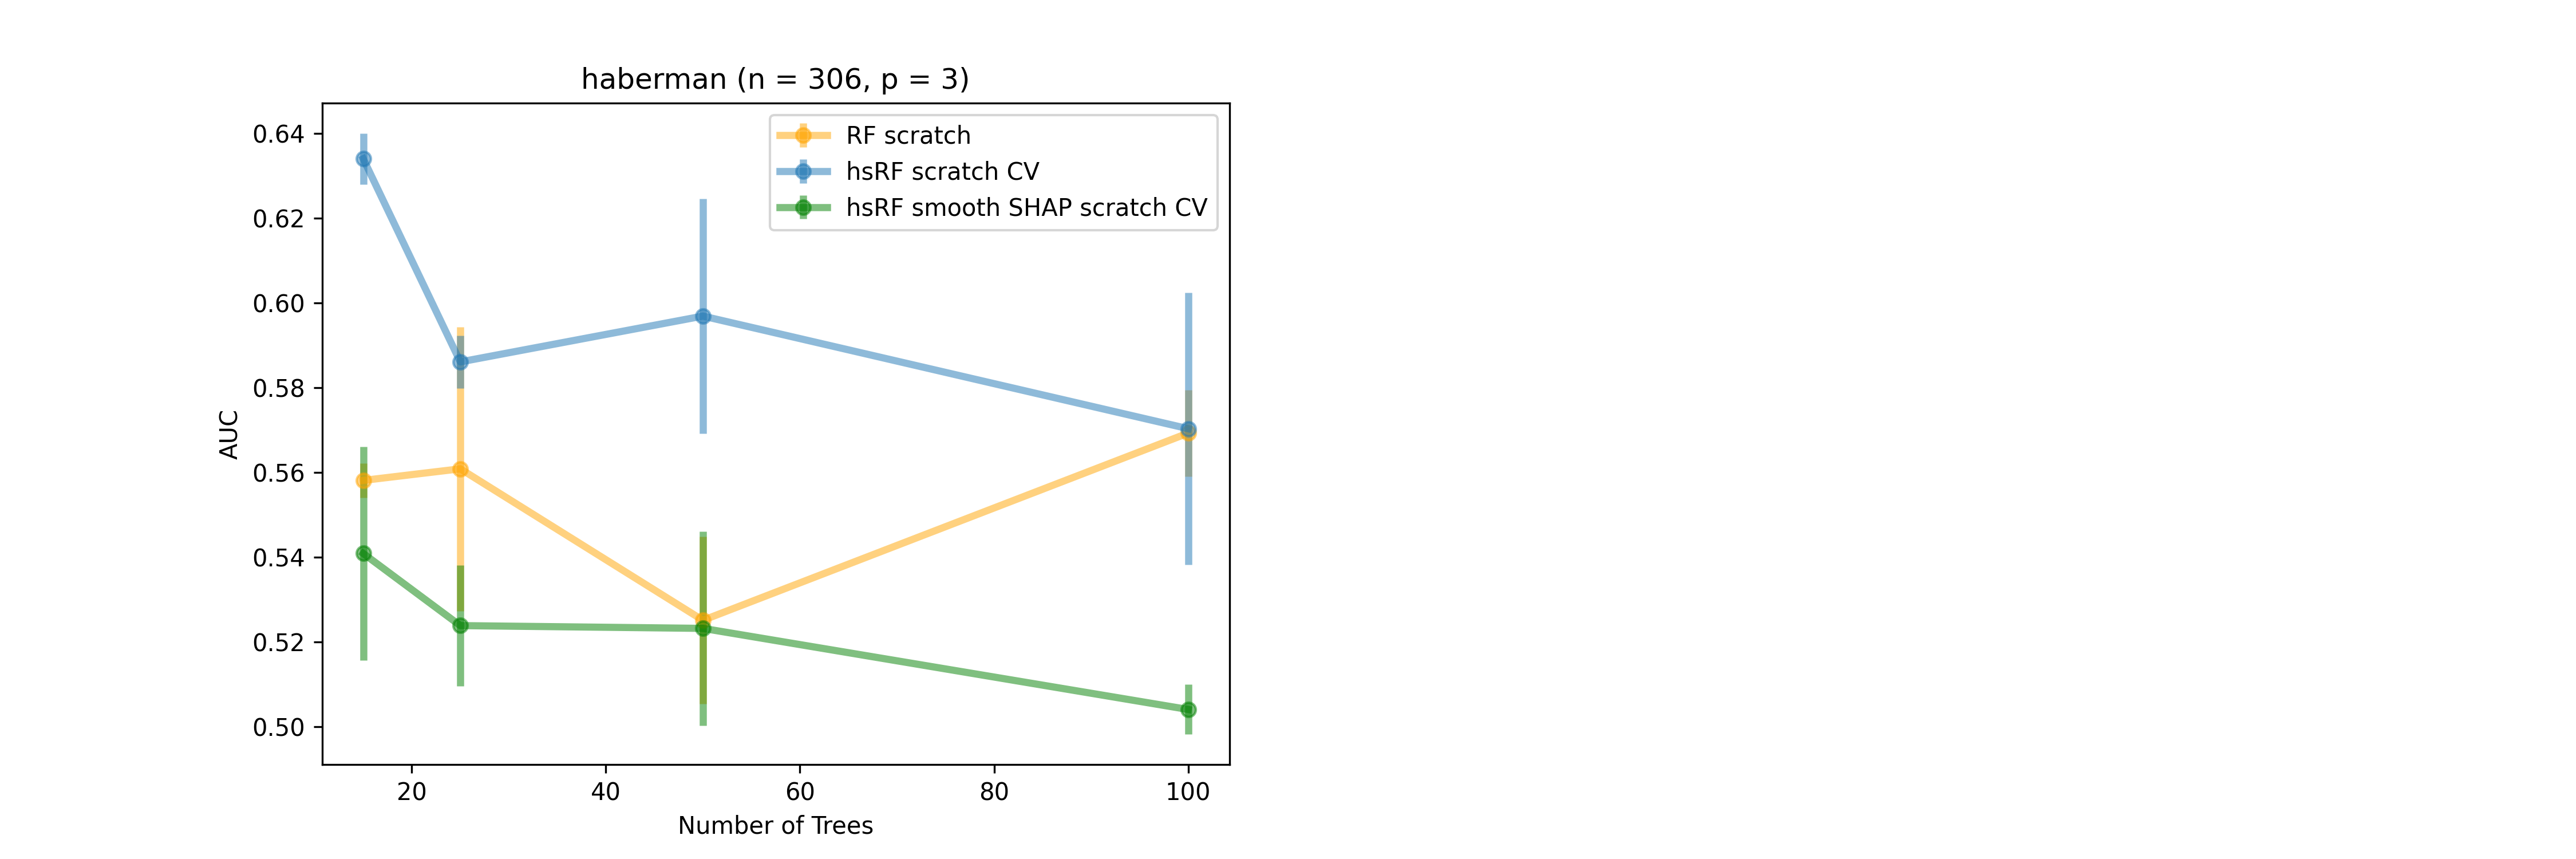 haberman (n = 306, p = 3)
RF scratch
hsRF scratch CV
hsRF smooth SHAP scratch CV
AUC
0.64
0.62
0.60
0.58
0.56
0.54
0.52
0.50
20 40 60 80 100
Number of Trees